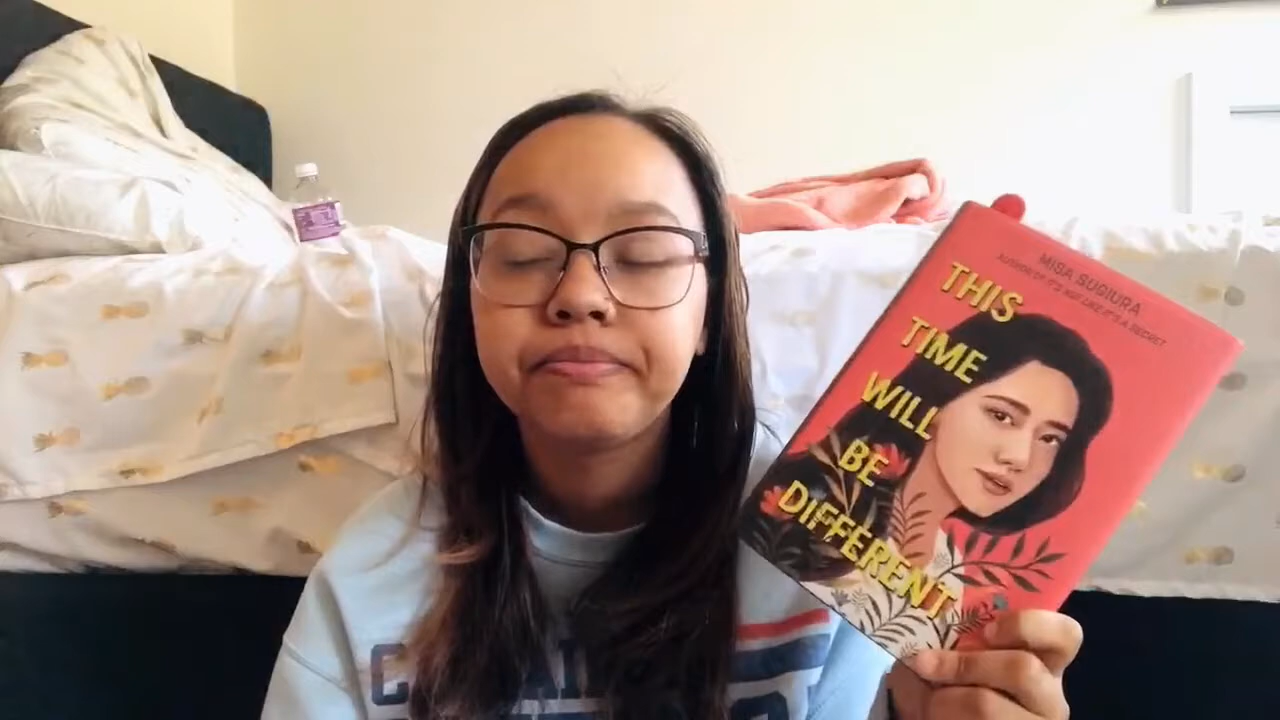 MISA SUGIURA
AUTHOR OF IT'S NOT LIKE IT'S A SECRET
THIS
TIME
WILL
BE
DIFFERENT